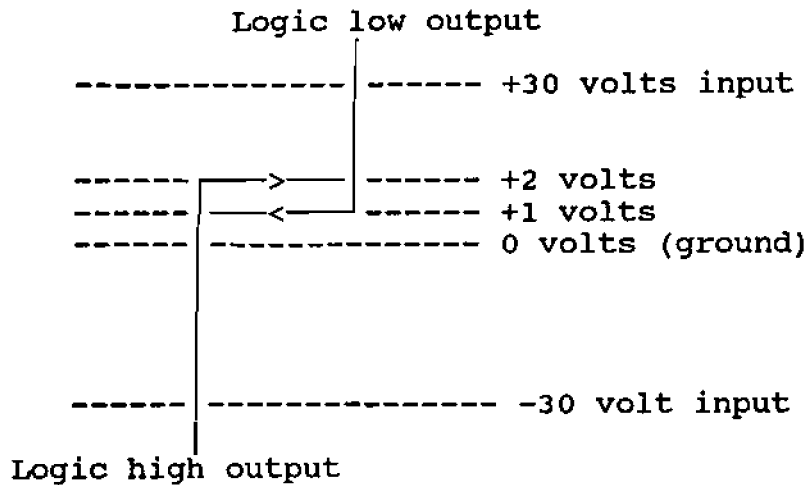 Logic low output
+30 volts input
+2 volts
+1 volts
0 volts (ground)
-30 volt input
Logic high output